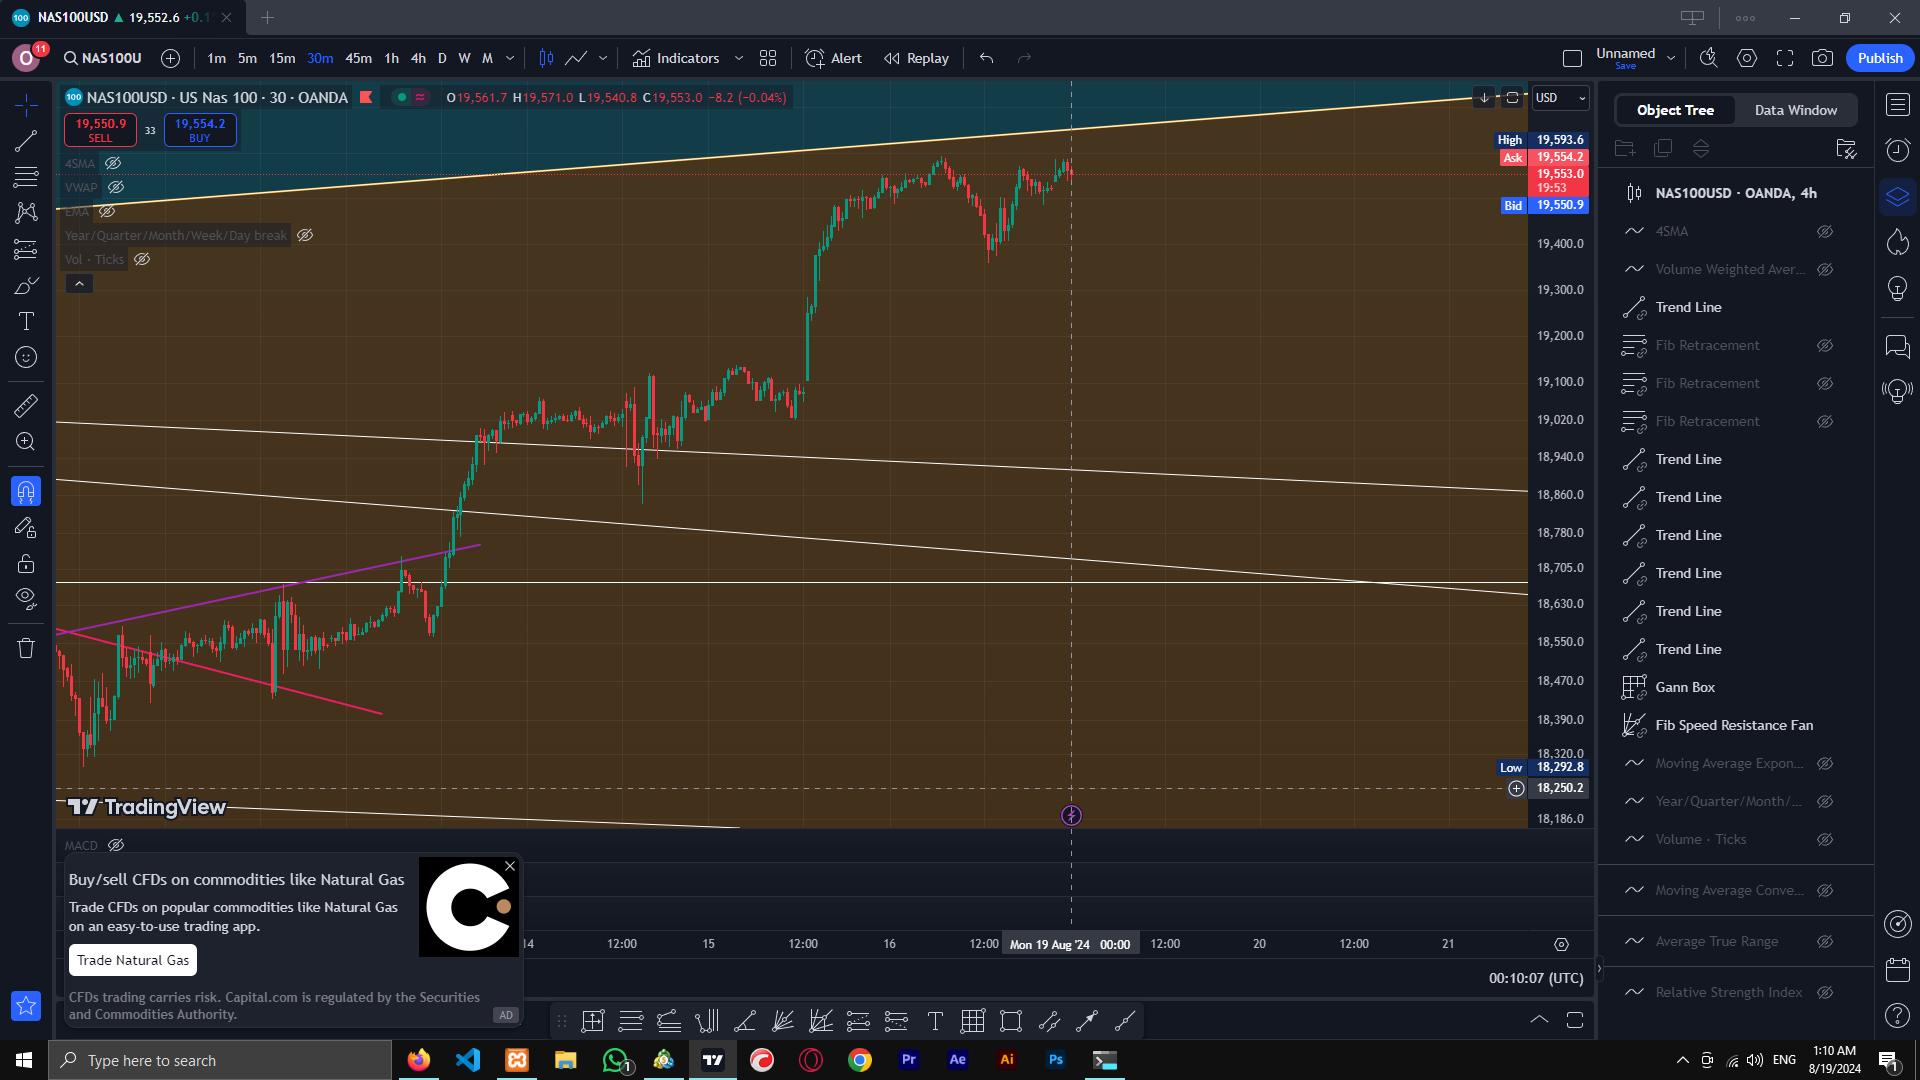 NAS100USD ▲ 19,552.6 +0.1
O 11 NAS100U 1m 5m 15m 30m 45m 1h 4h D W M Indicators Alert Replay Unnamed Save Publish
100 NAS100USD · US Nas 100 · 30 · OANDA O19,561.7 H19,571.0 L19,540.8 C19,553.0 −8.2 (−0.04%) USD
19,550.9 SELL 33 19,554.2 BUY
4SMA
VWAP
EMA
Year/Quarter/Month/Week/Day break
Vol · Ticks
High 19,593.6
Ask 19,554.2
19,553.0
19:53
Bid 19,550.9
19,400.0
19,300.0
19,200.0
19,100.0
19,020.0
18,940.0
18,860.0
18,780.0
18,705.0
18,630.0
18,550.0
18,470.0
18,390.0
18,320.0
Low 18,292.8
18,250.2
18,186.0
TradingView
MACD
Buy/sell CFDs on commodities like Natural Gas
Trade CFDs on popular commodities like Natural Gas
on an easy-to-use trading app.
Trade Natural Gas
CFDs trading carries risk. Capital.com is regulated by the Securities
and Commodities Authority.
AD
14 12:00 15 12:00 16 12:00 Mon 19 Aug '24 00:00 12:00 20 12:00 21
00:10:07 (UTC)
Object Tree Data Window
NAS100USD · OANDA, 4h
4SMA
Volume Weighted Aver...
Trend Line
Fib Retracement
Fib Retracement
Fib Retracement
Trend Line
Trend Line
Trend Line
Trend Line
Trend Line
Trend Line
Gann Box
Fib Speed Resistance Fan
Moving Average Expon...
Year/Quarter/Month/...
Volume · Ticks
Moving Average Conve...
Average True Range
Relative Strength Index
Type here to search
1
Pr Ae Ai Ps
ENG
1:10 AM
8/19/2024
1